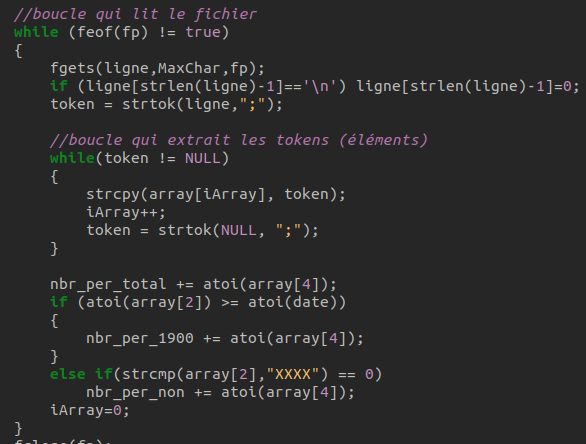 //boucle qui lit le fichier
while (feof(fp) != true)
{
    fgets(ligne,MaxChar,fp);
    if (ligne[strlen(ligne)-1]=='\n') ligne[strlen(ligne)-1]=0;
    token = strtok(ligne,";");

    //boucle qui extrait les tokens (éléments)
    while(token != NULL)
    {
        strcpy(array[iArray], token);
        iArray++;
        token = strtok(NULL, ";");
    }

    nbr_per_total += atoi(array[4]);
    if (atoi(array[2]) >= atoi(date))
    {
        nbr_per_1900 += atoi(array[4]);
    }
    else if(strcmp(array[2],"XXXX") == 0)
        nbr_per_non += atoi(array[4]);
    iArray=0;
}